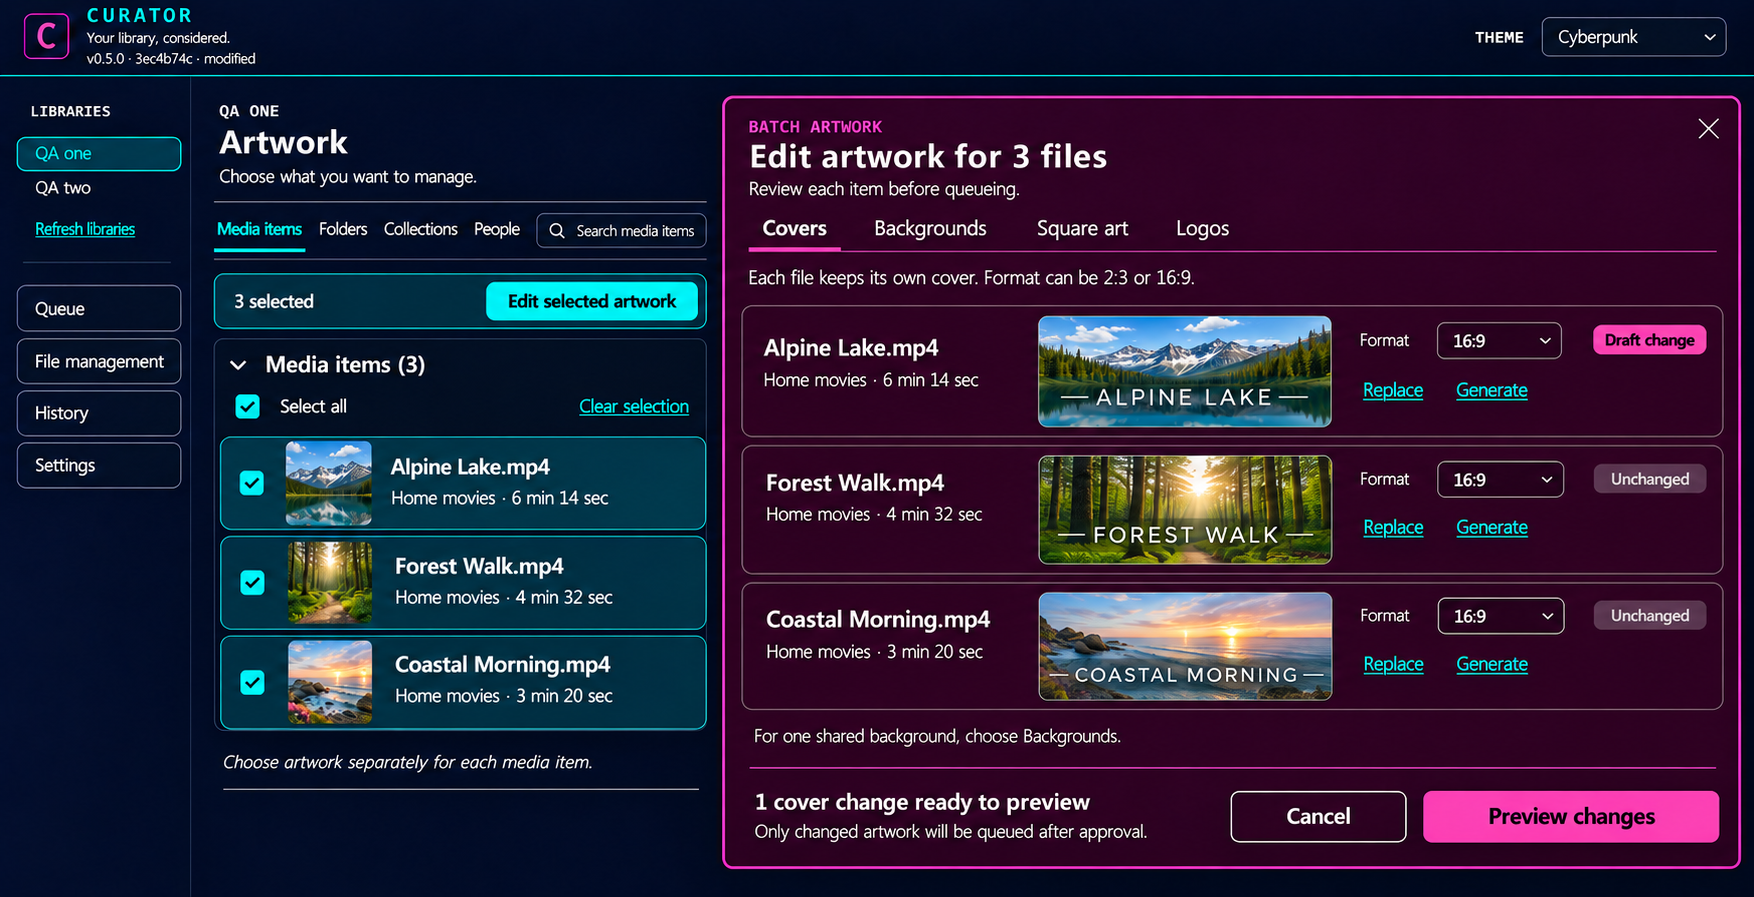 C
CURATOR
Your library, considered.
v0.5.0 · 3ec4b74c · modified
THEME
Cyberpunk
LIBRARIES
QA one
QA two
Refresh libraries
Queue
File management
History
Settings
QA ONE
Artwork
Choose what you want to manage.
Media items
Folders
Collections
People
Search media items
3 selected
Edit selected artwork
Media items (3)
Select all
Clear selection
Alpine Lake.mp4
Home movies · 6 min 14 sec
Forest Walk.mp4
Home movies · 4 min 32 sec
Coastal Morning.mp4
Home movies · 3 min 20 sec
Choose artwork separately for each media item.
BATCH ARTWORK
Edit artwork for 3 files
Review each item before queueing.
Covers
Backgrounds
Square art
Logos
Each file keeps its own cover. Format can be 2:3 or 16:9.
Alpine Lake.mp4
Home movies · 6 min 14 sec
— ALPINE LAKE —
Format
16:9
Draft change
Replace
Generate
Forest Walk.mp4
Home movies · 4 min 32 sec
— FOREST WALK —
Format
16:9
Unchanged
Replace
Generate
Coastal Morning.mp4
Home movies · 3 min 20 sec
— COASTAL MORNING —
Format
16:9
Unchanged
Replace
Generate
For one shared background, choose Backgrounds.
1 cover change ready to preview
Only changed artwork will be queued after approval.
Cancel
Preview changes